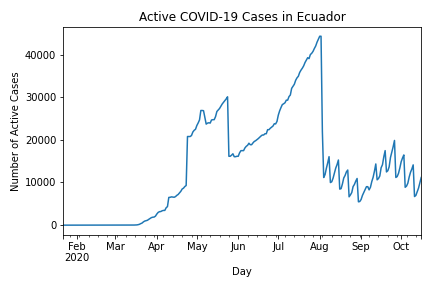 Active COVID-19 Cases in Ecuador
Number of Active Cases
40000
30000
20000
10000
0
Feb Mar Apr May Jun Jul Aug Sep Oct
2020
Day